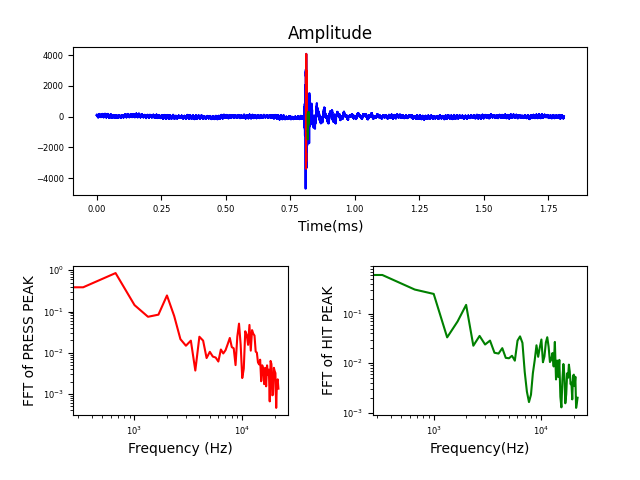 Amplitude
4000
2000
0
−2000
−4000
0.00 0.25 0.50 0.75 1.00 1.25 1.50 1.75
Time(ms)
FFT of PRESS PEAK
10⁰
10⁻¹
10⁻²
10⁻³
10³ 10⁴
Frequency (Hz)
FFT of HIT PEAK
10⁻¹
10⁻²
10⁻³
10³ 10⁴
Frequency(Hz)